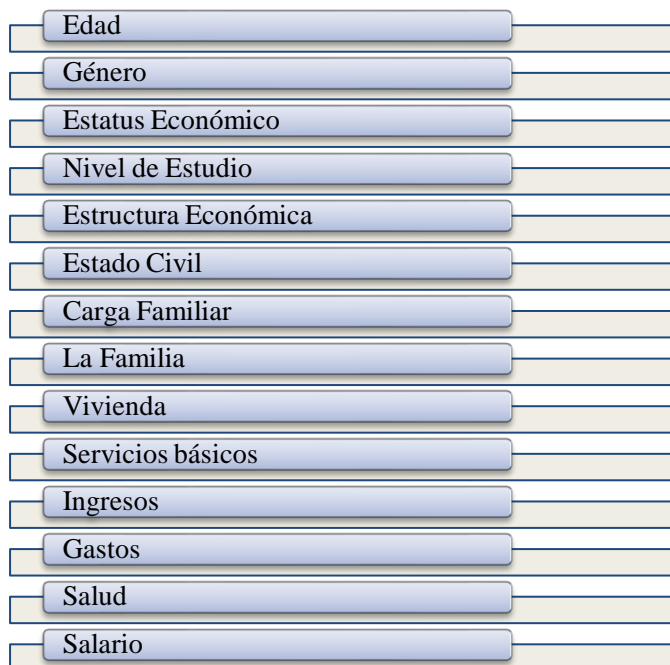 Edad
Género
Estatus Económico
Nivel de Estudio
Estructura Económica
Estado Civil
Carga Familiar
La Familia
Vivienda
Servicios básicos
Ingresos
Gastos
Salud
Salario